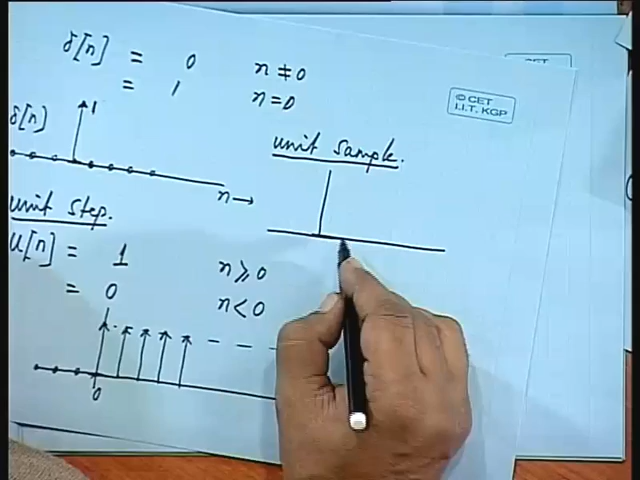 δ[n] = 0 n ≠ 0
= 1 n = 0
© CET
I.I.T. KGP
δ[n] 1
n →
unit sample.
unit step.
u[n] = 1 n ≥ 0
= 0 n < 0
0